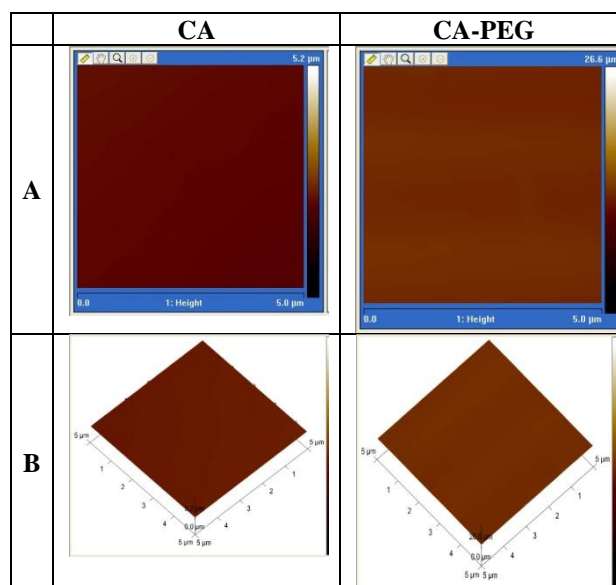 CA CA-PEG
A
5.2 µm
0.0 1: Height 5.0 µm
26.6 µm
0.0 1: Height 5.0 µm
B
5 µm 5 µm
1 1
2 2
3 3
4 4
0.0 µm
5 µm 5 µm
5 µm 5 µm
1 1
2 2
3 3
4 4
0.0 µm
5 µm 5 µm